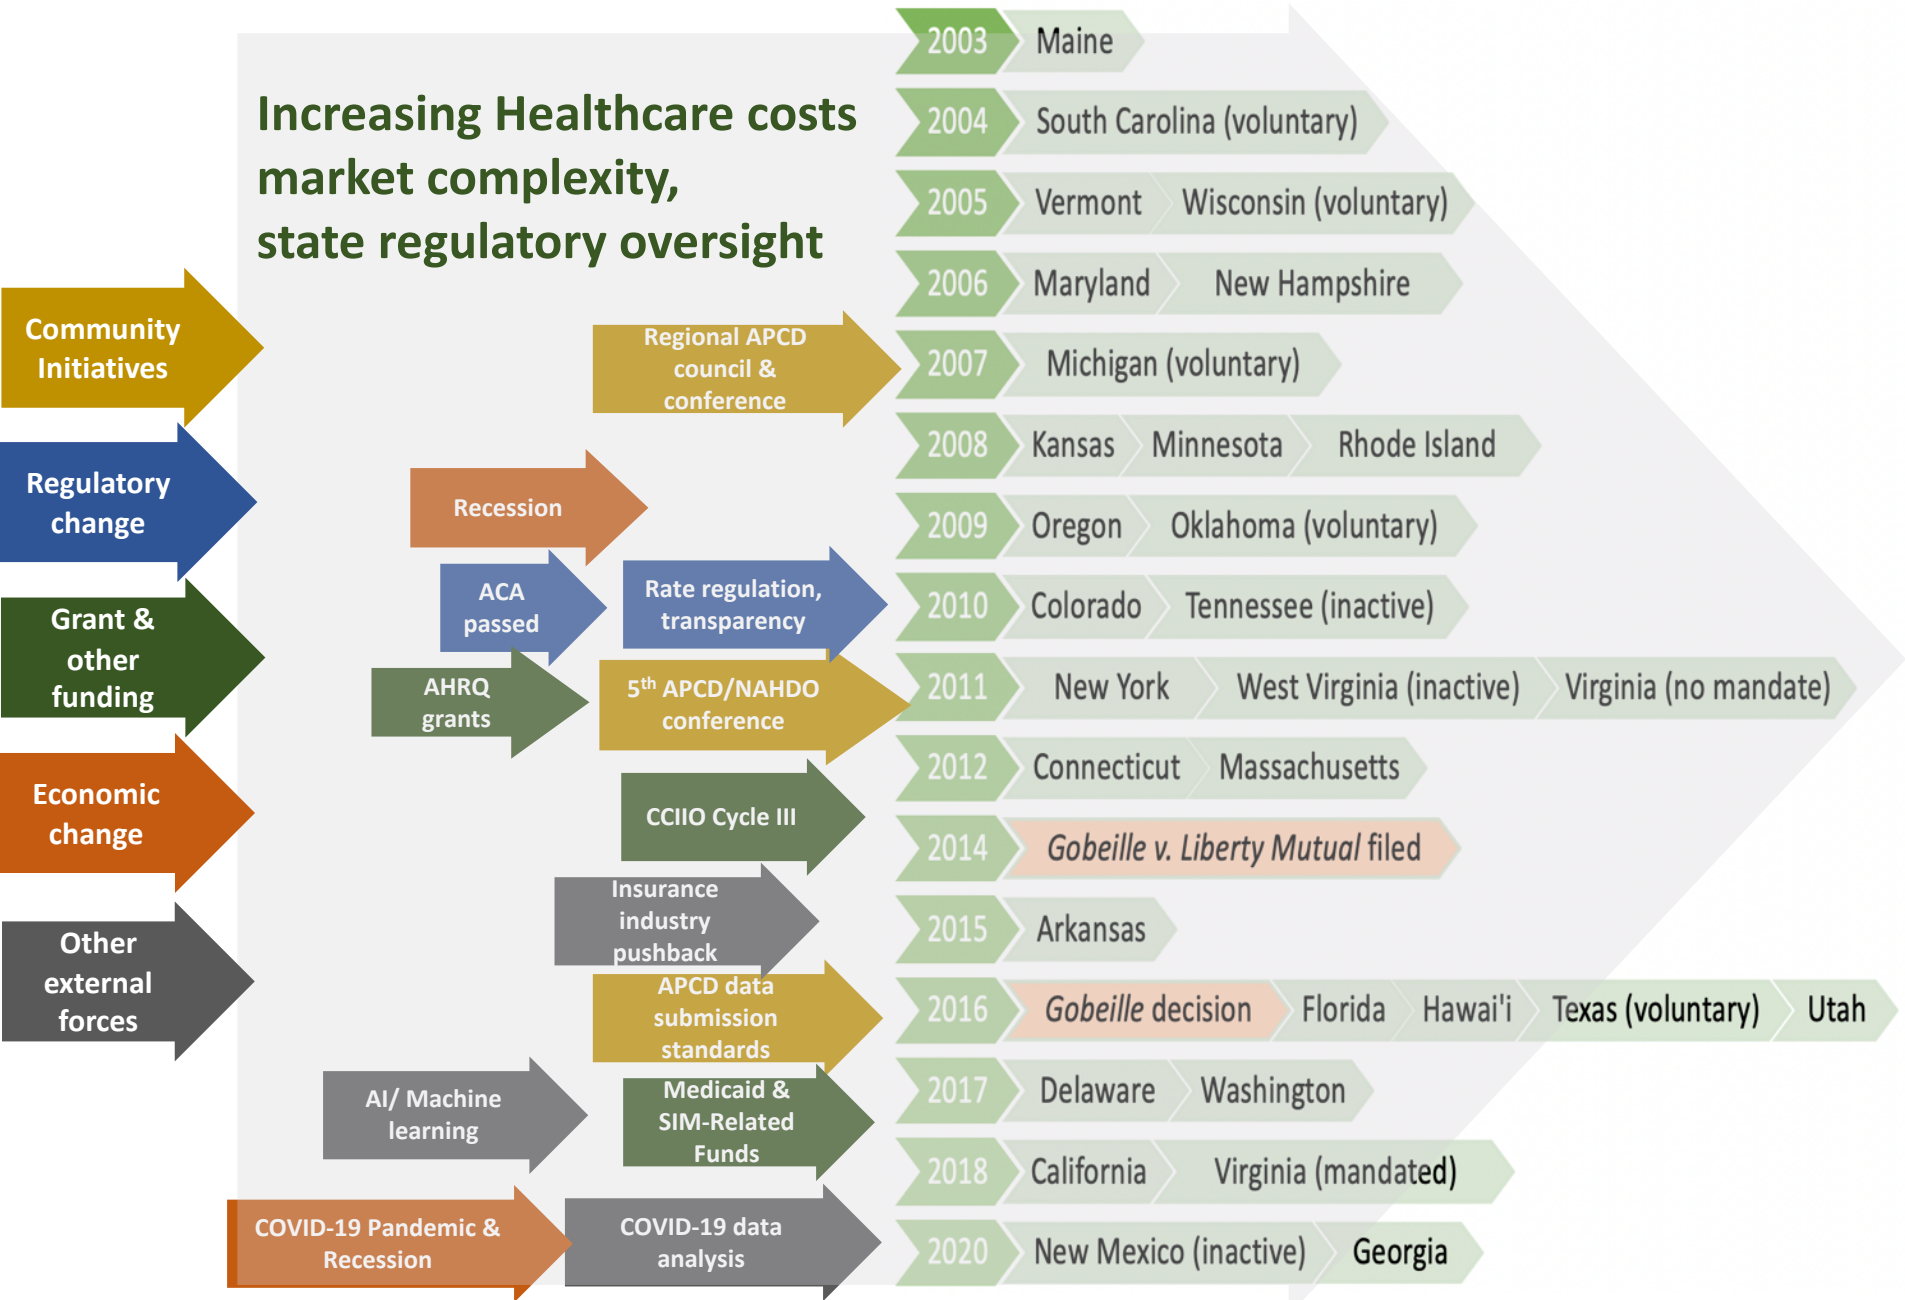 Increasing Healthcare costs
market complexity,
state regulatory oversight
Community
Initiatives
Regulatory
change
Grant &
other
funding
Economic
change
Other
external
forces
Regional APCD
council &
conference
Recession
ACA
passed
Rate regulation,
transparency
AHRQ
grants
5th APCD/NAHDO
conference
CCIIO Cycle III
Insurance
industry
pushback
APCD data
submission
standards
AI/ Machine
learning
Medicaid &
SIM-Related
Funds
COVID-19 Pandemic &
Recession
COVID-19 data
analysis
2003 Maine
2004 South Carolina (voluntary)
2005 Vermont Wisconsin (voluntary)
2006 Maryland New Hampshire
2007 Michigan (voluntary)
2008 Kansas Minnesota Rhode Island
2009 Oregon Oklahoma (voluntary)
2010 Colorado Tennessee (inactive)
2011 New York West Virginia (inactive) Virginia (no mandate)
2012 Connecticut Massachusetts
2014 Gobeille v. Liberty Mutual filed
2015 Arkansas
2016 Gobeille decision Florida Hawai'i Texas (voluntary) Utah
2017 Delaware Washington
2018 California Virginia (mandated)
2020 New Mexico (inactive) Georgia